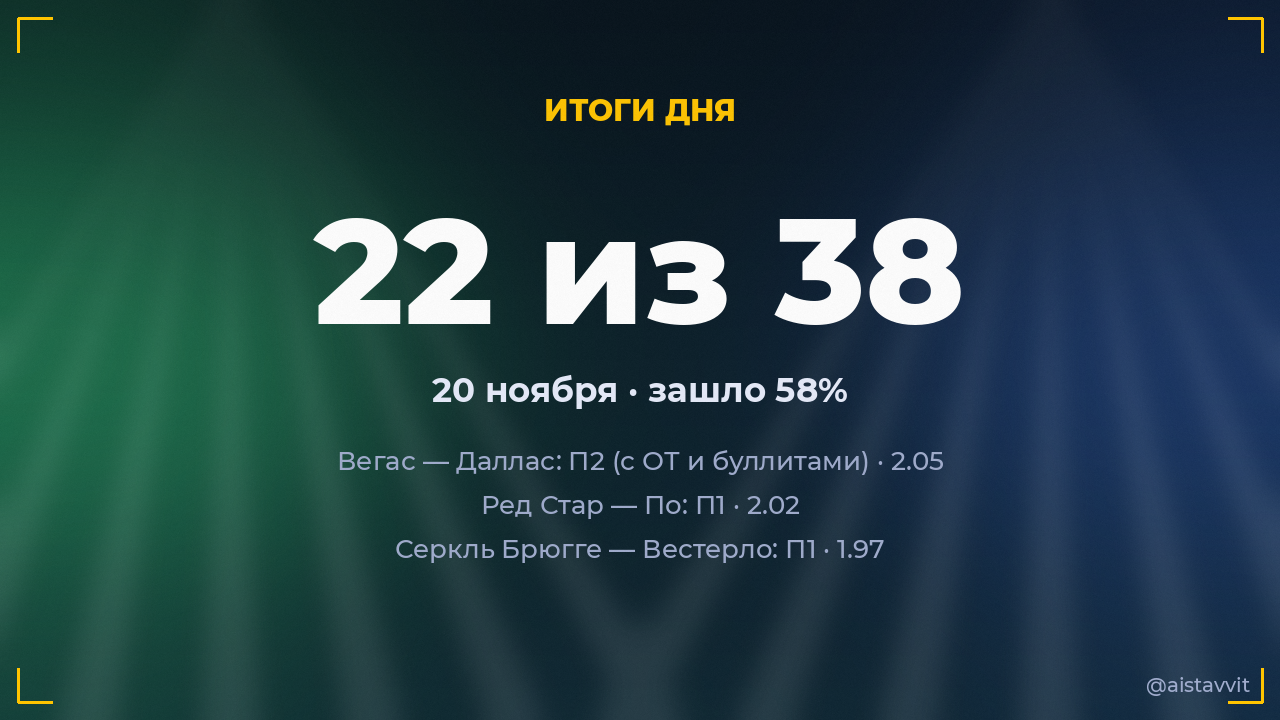 ИТОГИ ДНЯ
22 из 38
20 ноября · зашло 58%
Вегас — Даллас: П2 (с ОТ и буллитами) · 2.05
Ред Стар — По: П1 · 2.02
Серкль Брюгге — Вестерло: П1 · 1.97
@aistavvit